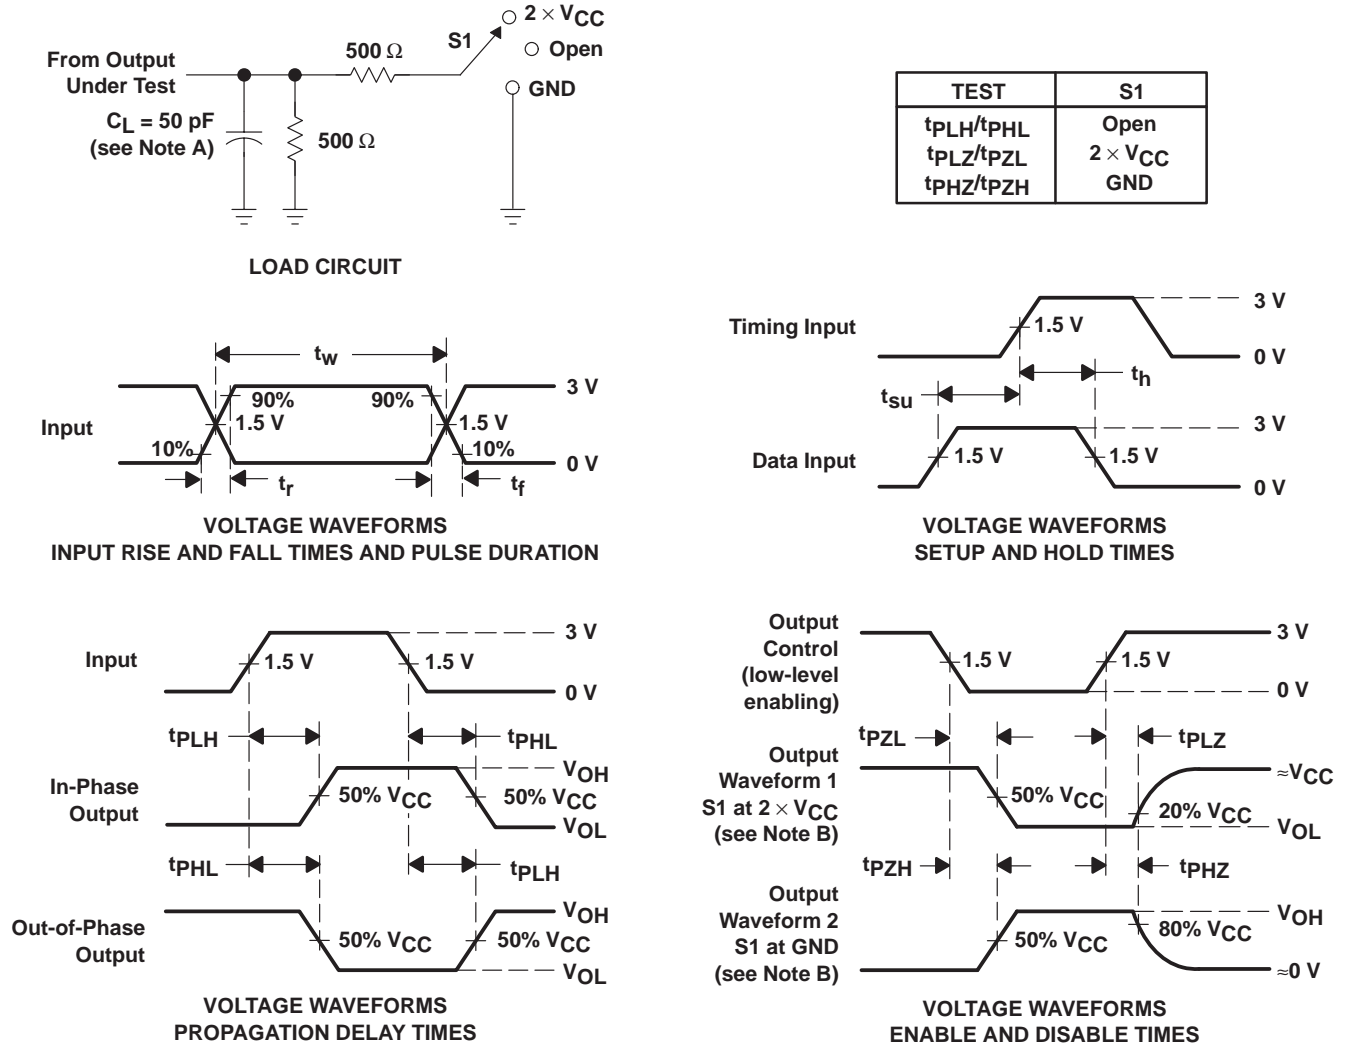 From Output
Under Test
CL = 50 pF
(see Note A)
500 Ω
500 Ω
S1
2 × VCC
Open
GND
LOAD CIRCUIT
TEST S1
tPLH/tPHL Open
tPLZ/tPZL 2 × VCC
tPHZ/tPZH GND
tw
Input
90% 90%
1.5 V 1.5 V
10% 10%
3 V
0 V
tr tf
VOLTAGE WAVEFORMS
INPUT RISE AND FALL TIMES AND PULSE DURATION
Timing Input
1.5 V
3 V
0 V
th
tsu
Data Input
1.5 V 1.5 V
3 V
0 V
VOLTAGE WAVEFORMS
SETUP AND HOLD TIMES
Input
1.5 V 1.5 V
3 V
0 V
tPLH tPHL
In-Phase
Output
50% VCC 50% VCC
VOH
VOL
tPHL tPLH
Out-of-Phase
Output
50% VCC 50% VCC
VOH
VOL
VOLTAGE WAVEFORMS
PROPAGATION DELAY TIMES
Output
Control
(low-level
enabling)
1.5 V 1.5 V
3 V
0 V
tPZL tPLZ
Output
Waveform 1
S1 at 2 × VCC
(see Note B)
50% VCC 20% VCC
≈VCC
VOL
tPZH tPHZ
Output
Waveform 2
S1 at GND
(see Note B)
50% VCC 80% VCC
VOH
≈0 V
VOLTAGE WAVEFORMS
ENABLE AND DISABLE TIMES